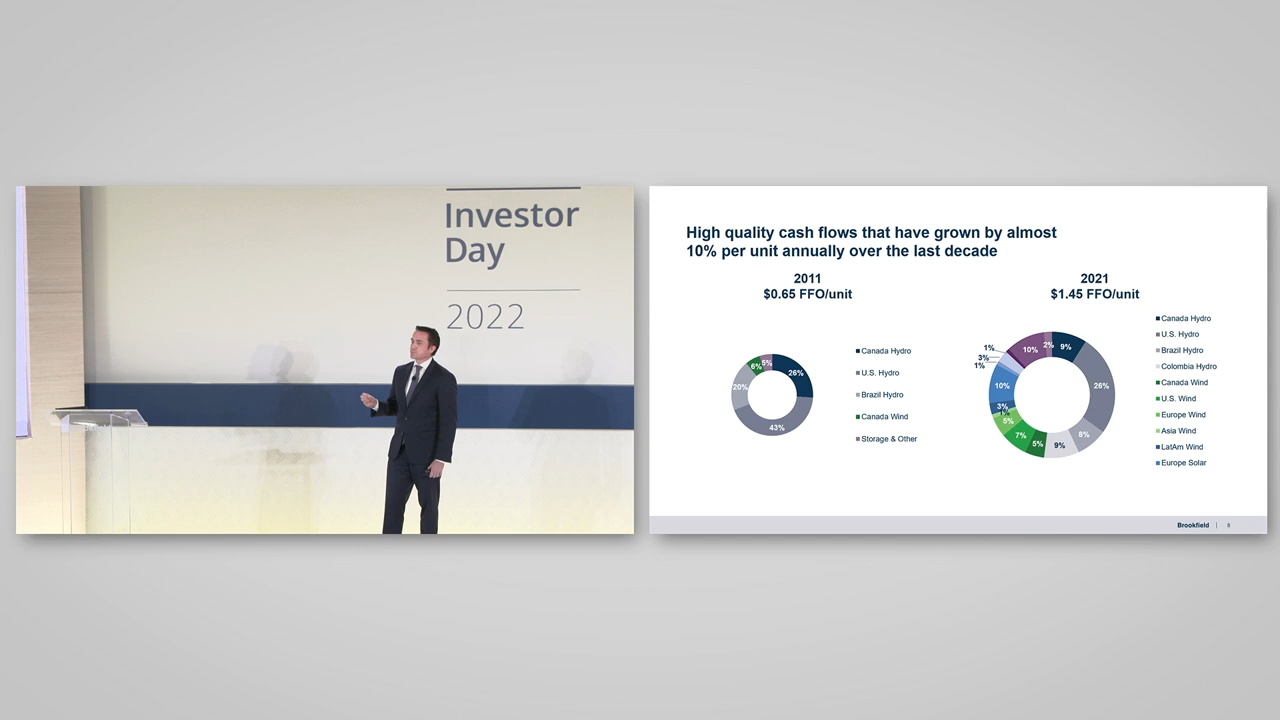 Investor
Day
2022
High quality cash flows that have grown by almost
10% per unit annually over the last decade
2011
$0.65 FFO/unit
26%
43%
20%
6%
5%
Canada Hydro
U.S. Hydro
Brazil Hydro
Canada Wind
Storage & Other
2021
$1.45 FFO/unit
9%
26%
8%
9%
5%
7%
5%
3%
10%
1%
3%
1%
10%
2%
Canada Hydro
U.S. Hydro
Brazil Hydro
Colombia Hydro
Canada Wind
U.S. Wind
Europe Wind
Asia Wind
LatAm Wind
Europe Solar
Brookfield | 8